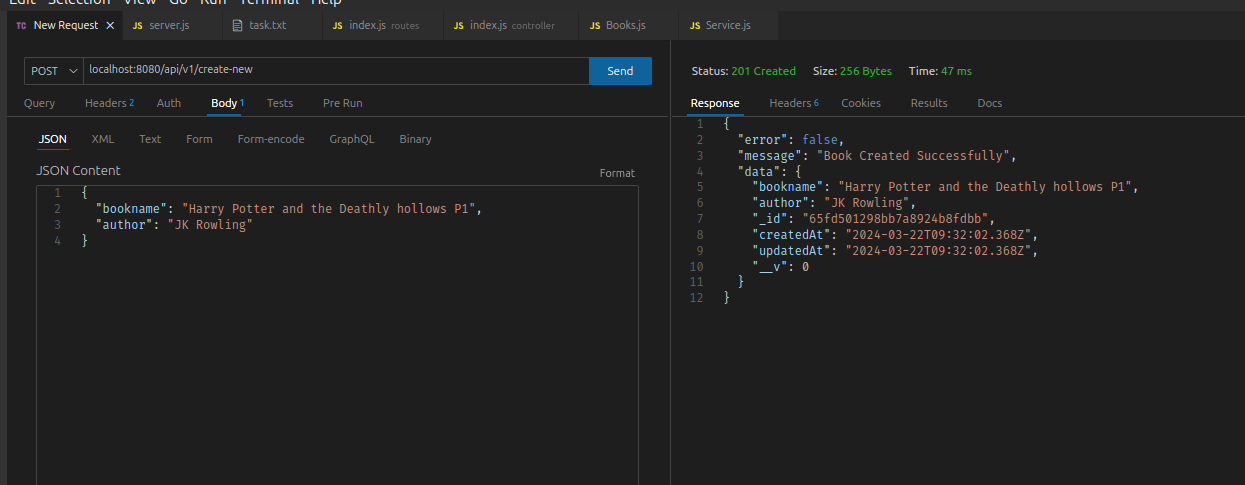 Edit Selection View Go Run Terminal Help
TC New Request × JS server.js task.txt JS index.js routes JS index.js controller JS Books.js JS Service.js
POST localhost:8080/api/v1/create-new Send
Query Headers 2 Auth Body 1 Tests Pre Run
JSON XML Text Form Form-encode GraphQL Binary
JSON Content Format
1 {
2 "bookname": "Harry Potter and the Deathly hollows P1",
3 "author": "JK Rowling"
4 }
Status: 201 Created Size: 256 Bytes Time: 47 ms
Response Headers 6 Cookies Results Docs
1 {
2 "error": false,
3 "message": "Book Created Successfully",
4 "data": {
5 "bookname": "Harry Potter and the Deathly hollows P1",
6 "author": "JK Rowling",
7 "_id": "65fd501298bb7a8924b8fdbb",
8 "createdAt": "2024-03-22T09:32:02.368Z",
9 "updatedAt": "2024-03-22T09:32:02.368Z",
10 "__v": 0
11 }
12 }